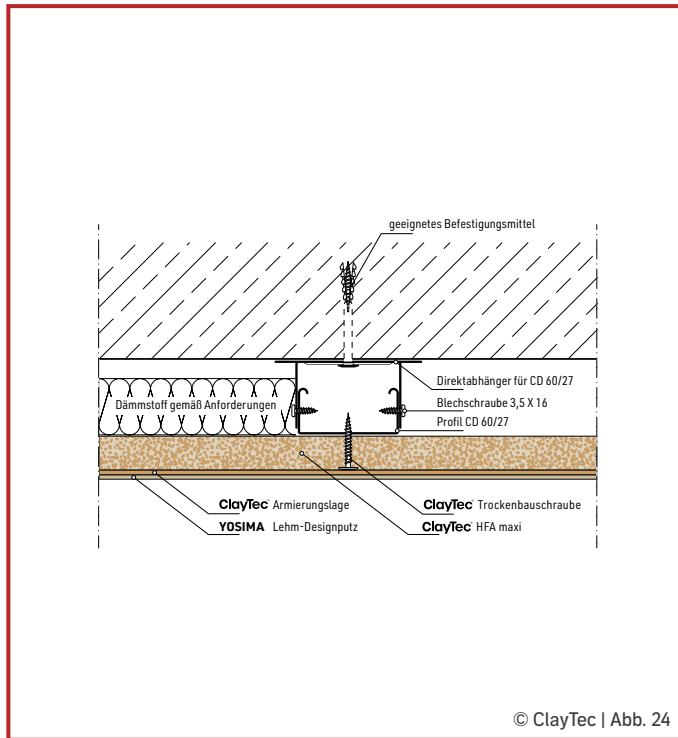 geeignetes Befestigungsmittel
Direktabhänger für CD 60/27
Dämmstoff gemäß Anforderungen
Blechschraube 3,5 X 16
Profil CD 60/27
ClayTec Armierungslage
ClayTec Trockenbauschraube
YOSIMA Lehm-Designputz
ClayTec HFA maxi
© ClayTec | Abb. 24